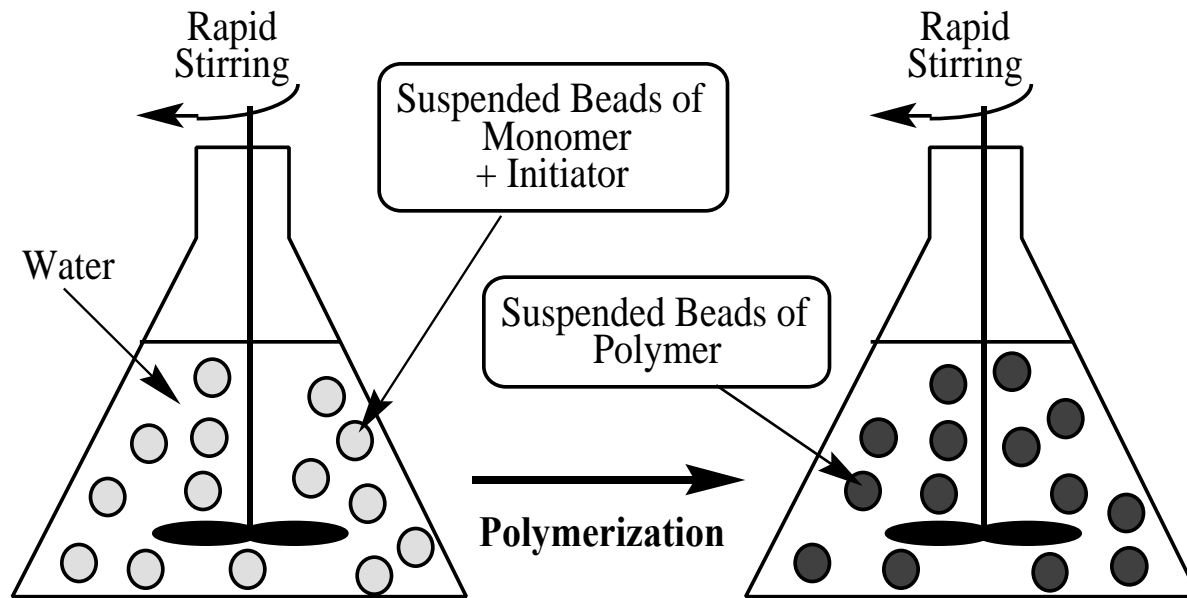 Rapid
Stirring
Suspended Beads of
Monomer
+ Initiator
Water
Polymerization
Rapid
Stirring
Suspended Beads of
Polymer